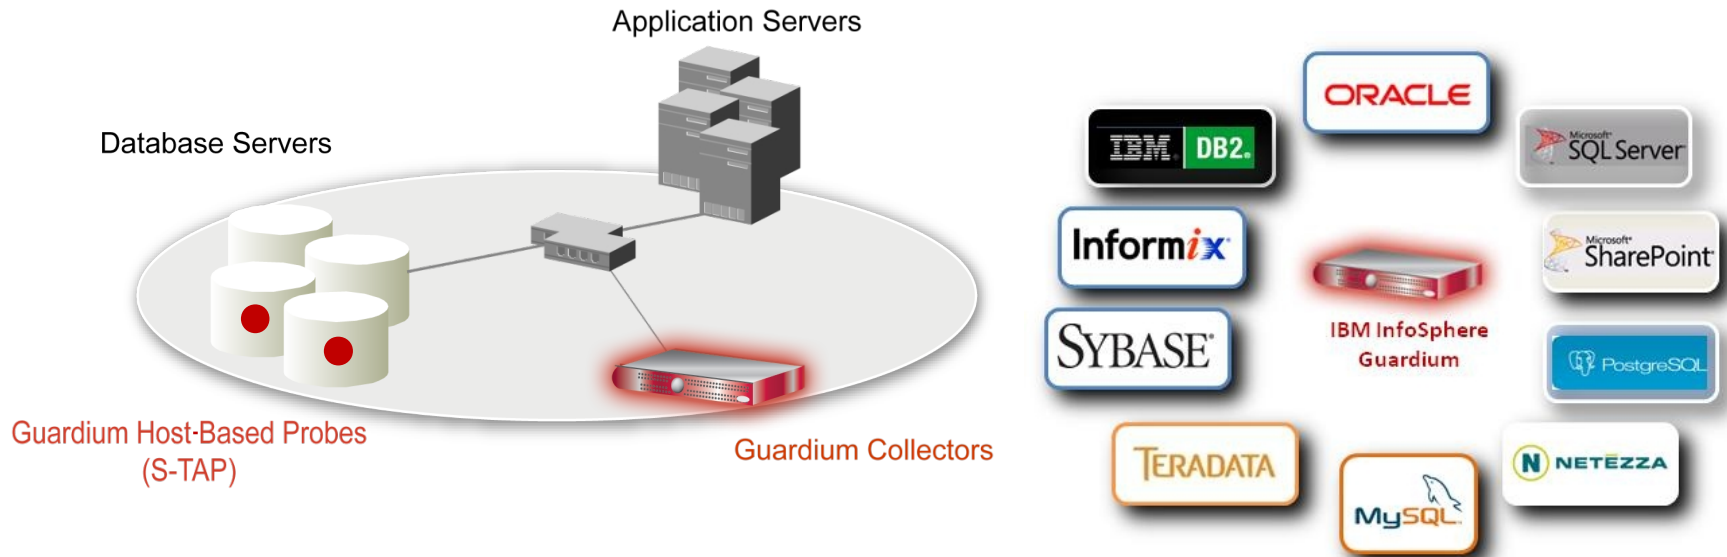 Application Servers
Database Servers
Guardium Host-Based Probes
(S-TAP)
Guardium Collectors
ORACLE
IBM. DB2.
Microsoft
SQL Server
Informix
Microsoft
SharePoint
IBM InfoSphere
Guardium
SYBASE
PostgreSQL
TERADATA
N NETEZZA
MySQL